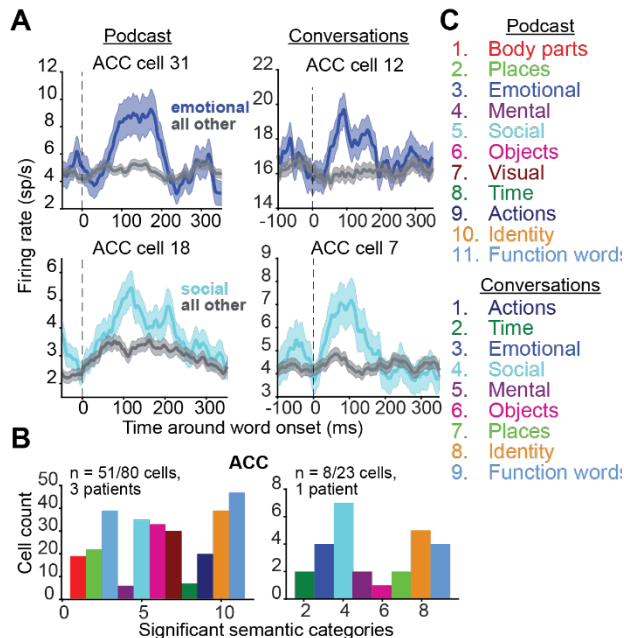 A
Podcast
Conversations
ACC cell 31
ACC cell 12
12
10
8
6
4
2
emotional
all other
0
100
200
300
22
20
18
16
14
-100
0
100
200
300
Firing rate (sp/s)
ACC cell 18
ACC cell 7
6
5
4
3
2
social
all other
0
100
200
300
9
8
7
6
5
4
3
-100
0
100
200
300
Time around word onset (ms)
B
ACC
n = 51/80 cells,
3 patients
n = 8/23 cells,
1 patient
Cell count
50
40
30
20
10
0
0
5
10
8
6
4
2
0
2
4
6
8
Significant semantic categories
C
Podcast
1. Body parts
2. Places
3. Emotional
4. Mental
5. Social
6. Objects
7. Visual
8. Time
9. Actions
10. Identity
11. Function words
Conversations
1. Actions
2. Time
3. Emotional
4. Social
5. Mental
6. Objects
7. Places
8. Identity
9. Function words